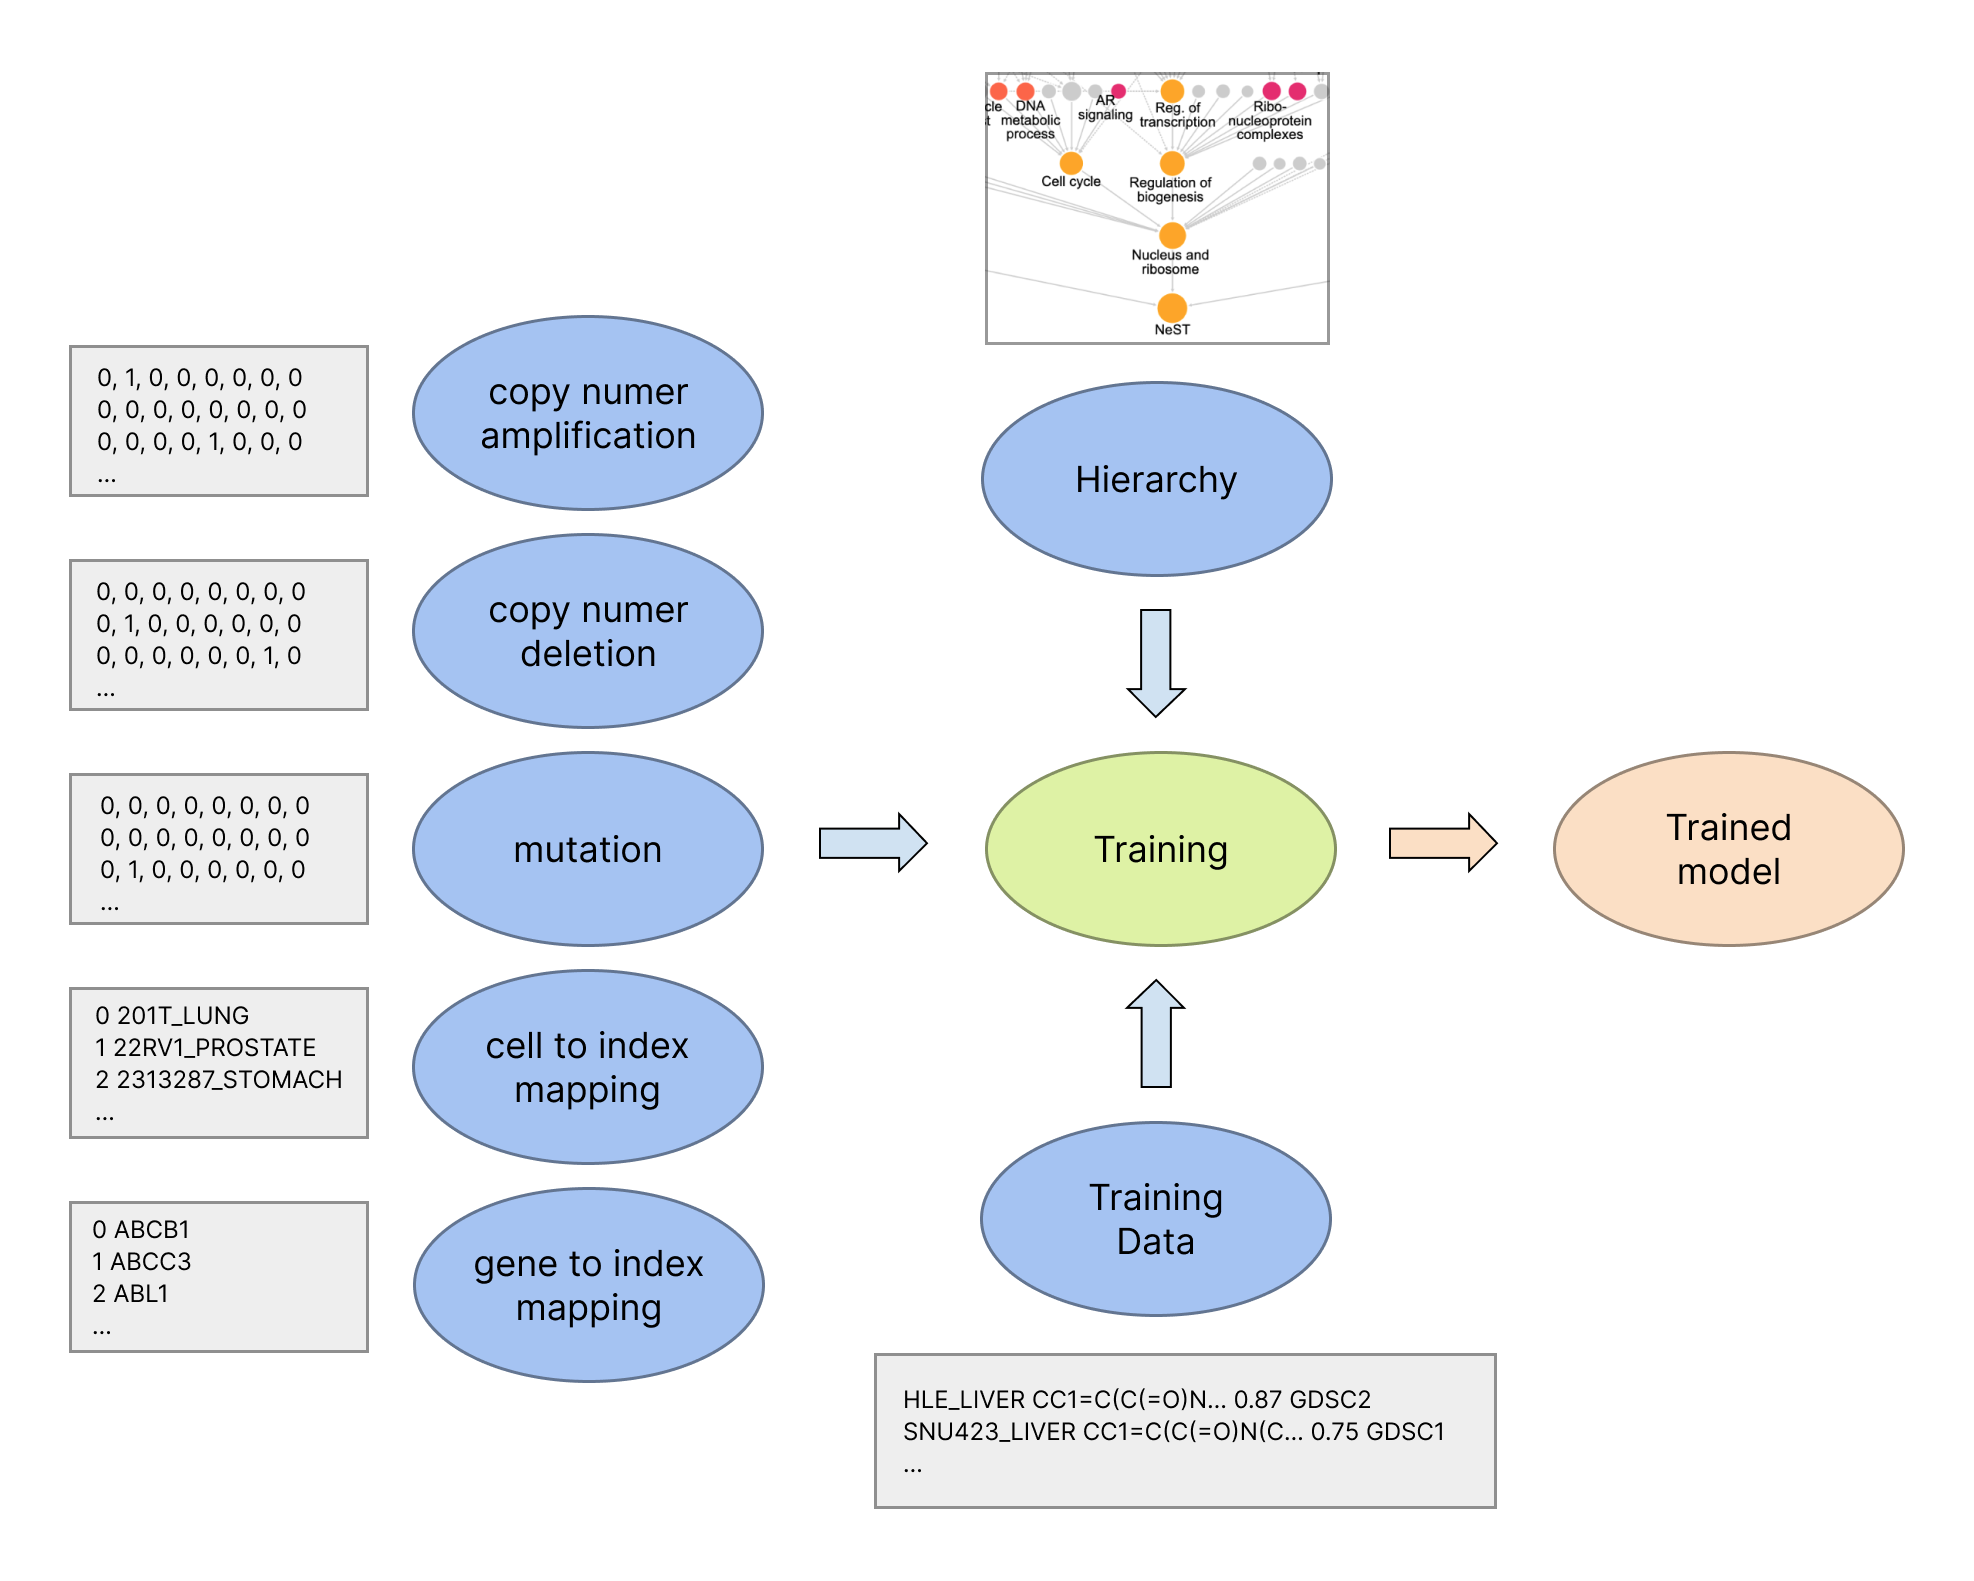 cle
t
DNA
metabolic
process
AR
signaling
Reg. of
transcription
Ribo-
nucleoprotein
complexes
Cell cycle
Regulation of
biogenesis
Nucleus and
ribosome
NeST
0, 1, 0, 0, 0, 0, 0, 0
0, 0, 0, 0, 0, 0, 0, 0
0, 0, 0, 0, 1, 0, 0, 0
...
copy numer
amplification
Hierarchy
0, 0, 0, 0, 0, 0, 0, 0
0, 1, 0, 0, 0, 0, 0, 0
0, 0, 0, 0, 0, 0, 1, 0
...
copy numer
deletion
0, 0, 0, 0, 0, 0, 0, 0
0, 0, 0, 0, 0, 0, 0, 0
0, 1, 0, 0, 0, 0, 0, 0
...
mutation
Training
Trained
model
0 201T_LUNG
1 22RV1_PROSTATE
2 2313287_STOMACH
...
cell to index
mapping
0 ABCB1
1 ABCC3
2 ABL1
...
gene to index
mapping
Training
Data
HLE_LIVER CC1=C(C(=O)N... 0.87 GDSC2
SNU423_LIVER CC1=C(C(=O)N(C... 0.75 GDSC1
...